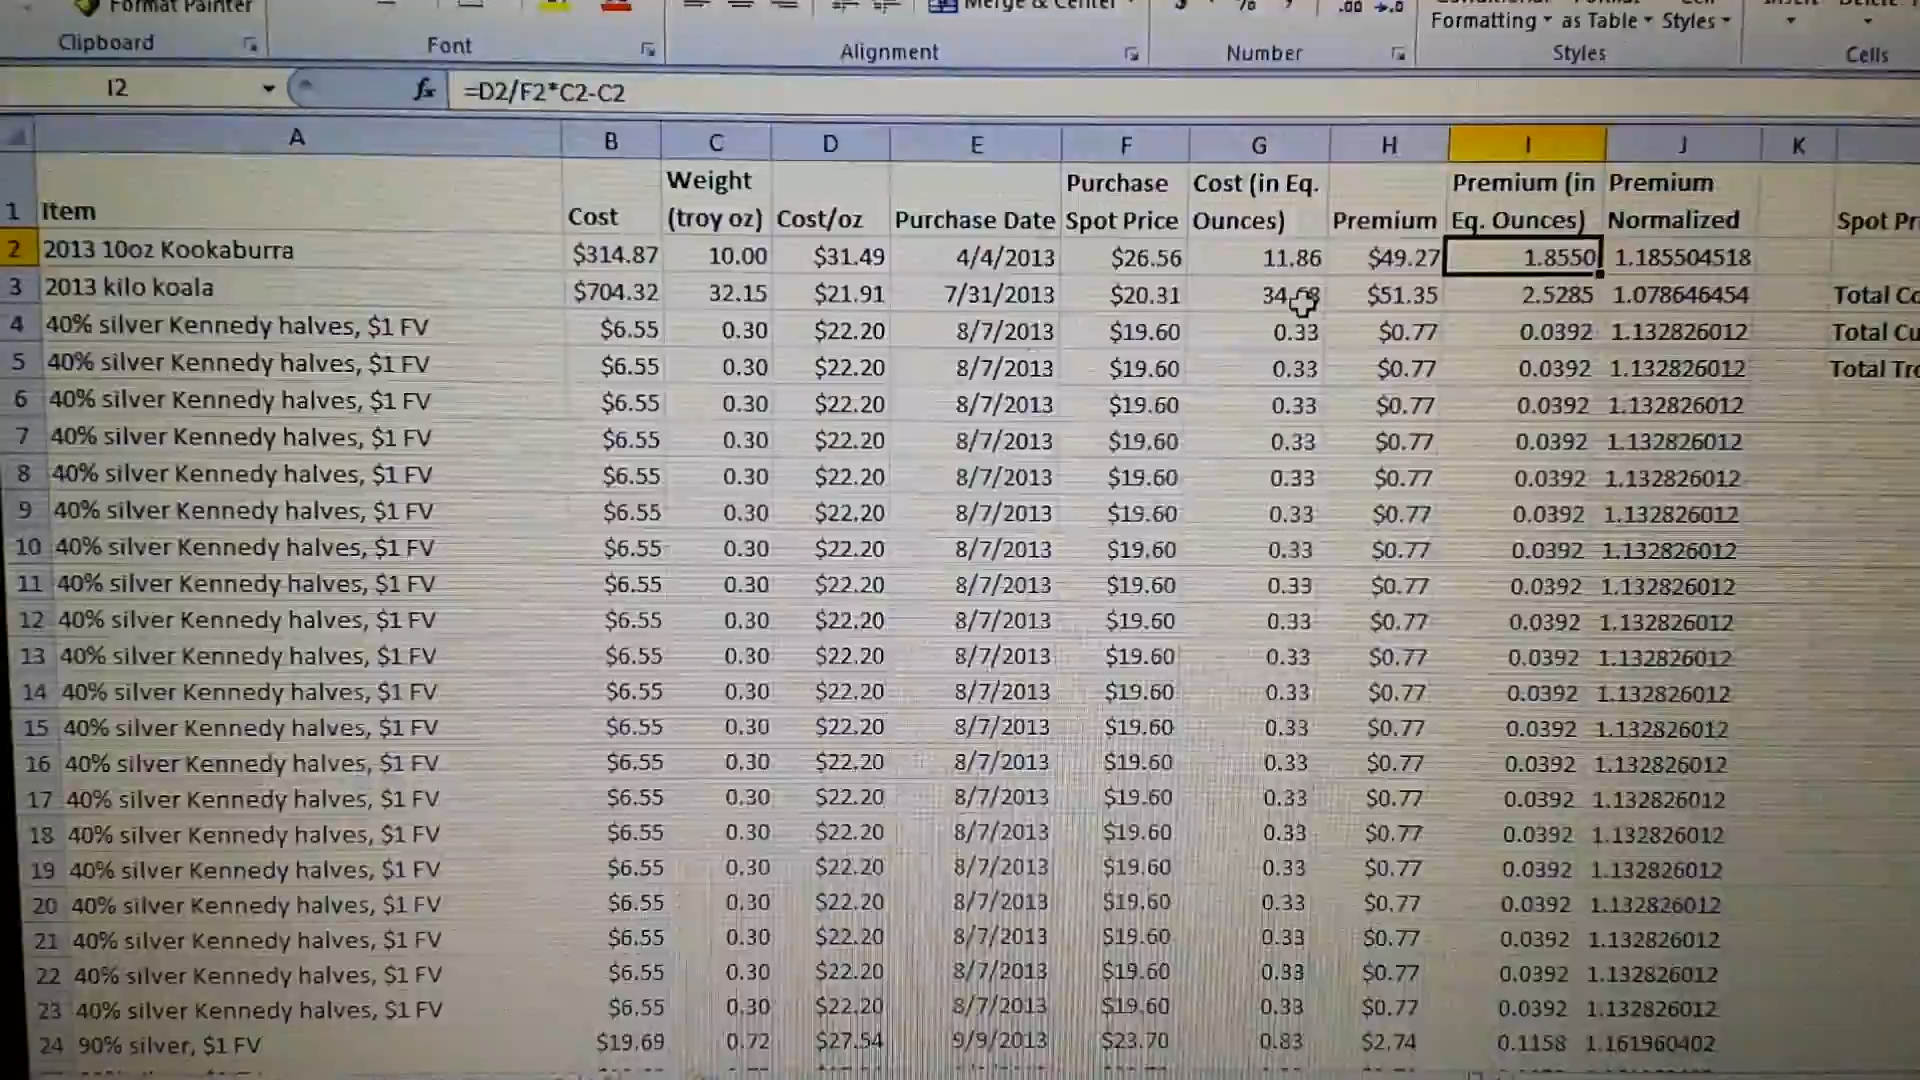 Format Painter
Merge & Center
Formatting as Table Styles
Clipboard Font Alignment Number Styles Cells
I2 fx =D2/F2*C2-C2
A B C D E F G H I J K
1 Item Cost Weight (troy oz) Cost/oz Purchase Date Purchase Spot Price Cost (in Eq. Ounces) Premium Premium (in Eq. Ounces) Premium Normalized
2 2013 10oz Kookaburra $314.87 10.00 $31.49 4/4/2013 $26.56 11.86 $49.27 1.8550 1.185504518
3 2013 kilo koala $704.32 32.15 $21.91 7/31/2013 $20.31 $51.35 2.5285 1.078646454 Total
4 40% silver Kennedy halves, $1 FV $6.55 0.30 $22.20 8/7/2013 $19.60 0.33 $0.77 0.0392 1.132826012 Total
5 40% silver Kennedy halves, $1 FV $6.55 0.30 $22.20 8/7/2013 $19.60 0.33 $0.77 0.0392 1.132826012 Total
6 40% silver Kennedy halves, $1 FV $6.55 0.30 $22.20 8/7/2013 $19.60 0.33 $0.77 0.0392 1.132826012
7 40% silver Kennedy halves, $1 FV $6.55 0.30 $22.20 8/7/2013 $19.60 0.33 $0.77 0.0392 1.132826012
8 40% silver Kennedy halves, $1 FV $6.55 0.30 $22.20 8/7/2013 $19.60 0.33 $0.77 0.0392 1.132826012
9 40% silver Kennedy halves, $1 FV $6.55 0.30 $22.20 8/7/2013 $19.60 0.33 $0.77 0.0392 1.132826012
10 40% silver Kennedy halves, $1 FV $6.55 0.30 $22.20 8/7/2013 $19.60 0.33 $0.77 0.0392 1.132826012
11 40% silver Kennedy halves, $1 FV $6.55 0.30 $22.20 8/7/2013 $19.60 0.33 $0.77 0.0392 1.132826012
12 40% silver Kennedy halves, $1 FV $6.55 0.30 $22.20 8/7/2013 $19.60 0.33 $0.77 0.0392 1.132826012
13 40% silver Kennedy halves, $1 FV $6.55 0.30 $22.20 8/7/2013 $19.60 0.33 $0.77 0.0392 1.132826012
14 40% silver Kennedy halves, $1 FV $6.55 0.30 $22.20 8/7/2013 $19.60 0.33 $0.77 0.0392 1.132826012
15 40% silver Kennedy halves, $1 FV $6.55 0.30 $22.20 8/7/2013 $19.60 0.33 $0.77 0.0392 1.132826012
16 40% silver Kennedy halves, $1 FV $6.55 0.30 $22.20 8/7/2013 $19.60 0.33 $0.77 0.0392 1.132826012
17 40% silver Kennedy halves, $1 FV $6.55 0.30 $22.20 8/7/2013 $19.60 0.33 $0.77 0.0392 1.132826012
18 40% silver Kennedy halves, $1 FV $6.55 0.30 $22.20 8/7/2013 $19.60 0.33 $0.77 0.0392 1.132826012
19 40% silver Kennedy halves, $1 FV $6.55 0.30 $22.20 8/7/2013 $19.60 0.33 $0.77 0.0392 1.132826012
20 40% silver Kennedy halves, $1 FV $6.55 0.30 $22.20 8/7/2013 $19.60 0.33 $0.77 0.0392 1.132826012
21 40% silver Kennedy halves, $1 FV $6.55 0.30 $22.20 8/7/2013 $19.60 0.33 $0.77 0.0392 1.132826012
22 40% silver Kennedy halves, $1 FV $6.55 0.30 $22.20 8/7/2013 $19.60 0.33 $0.77 0.0392 1.132826012
23 40% silver Kennedy halves, $1 FV $6.55 0.30 $22.20 8/7/2013 $19.60 0.33 $0.77 0.0392 1.132826012
24 90% silver, $1 FV $19.69 0.72 $27.54 9/9/2013 $23.70 0.83 $2.74 0.1158 1.161960402